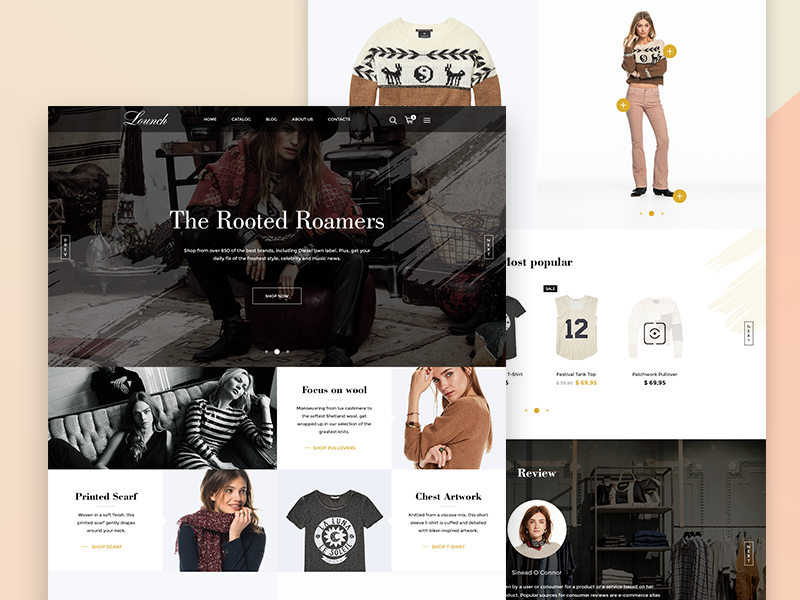 Lounch
HOME CATALOG BLOG ABOUT US CONTACTS
PREV
The Rooted Roamers
Shop from over 850 of the best brands, including Diesel own label. Plus, get your
daily fix of the freshest style, celebrity and music news.
SHOP NOW
NEXT
Focus on wool
Manoeuvring from lux cashmere to
the softest Shetland wool, get
wrapped up in our selection of the
greatest knits.
SHOP PULLOVERS
Printed Scarf
Woven in a soft finish, this
printed scarf gently drapes
around your neck.
SHOP SCARF
LA LUNA
LE SOLEIL
Chest Artwork
Knitted from a viscose mix, this short
sleeve t-shirt is cuffed and detailed
with biker-inspired artwork.
SHOP T-SHIRT
Most popular
SALE
12
T-Shirt
Festival Tank Top
$ 79,95 $ 69,95
Patchwork Pullover
$ 69,95
NEXT
Review
Sinead O'Connor
en by a user or consumer for a product or a service based on her
oduct. Popular sources for consumer reviews are e-commerce sites
NEXT